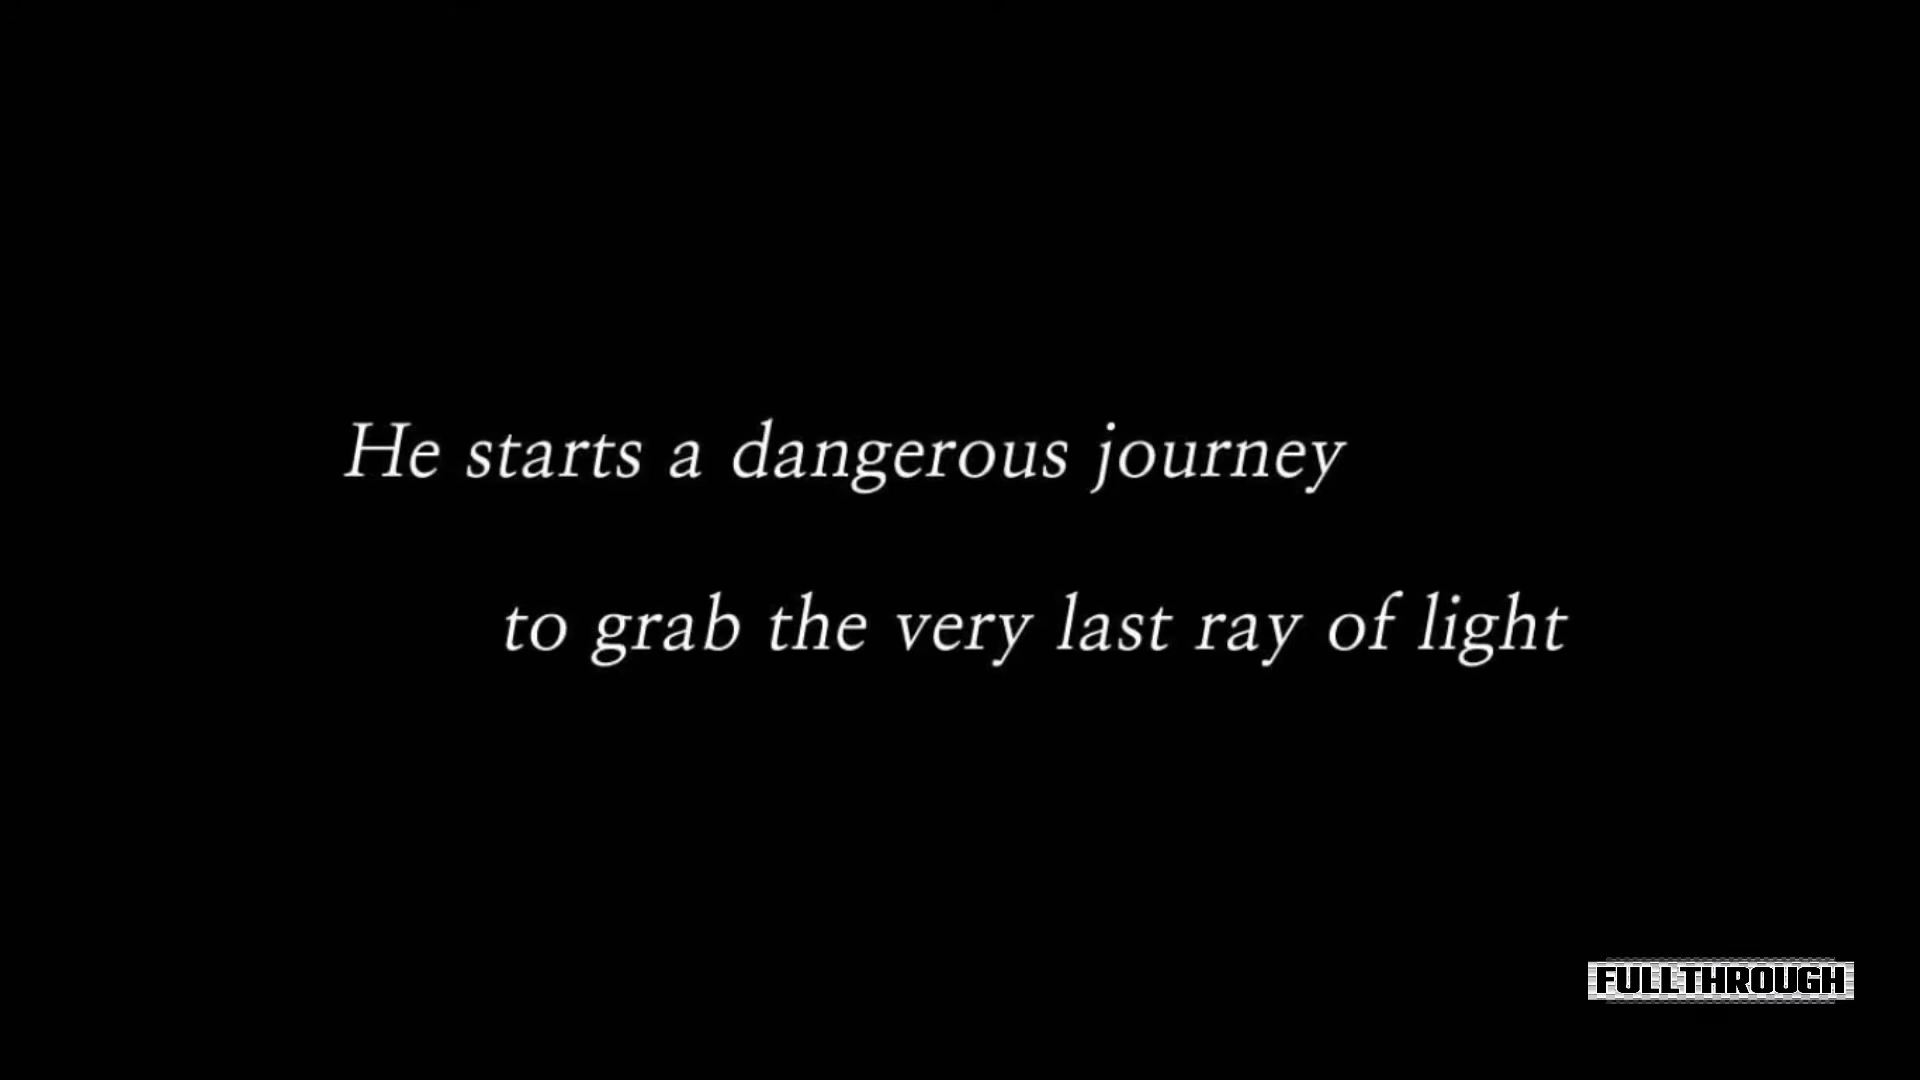 He starts a dangerous journey
to grab the very last ray of light
FULLTHROUGH